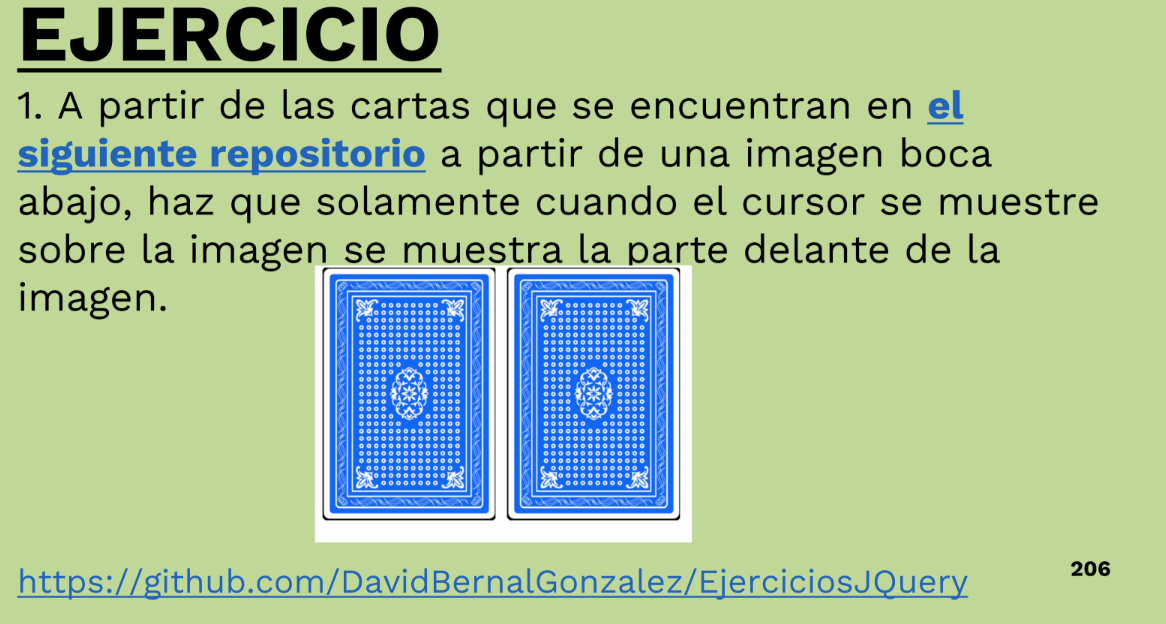 EJERCICIO
1. A partir de las cartas que se encuentran en el
siguiente repositorio a partir de una imagen boca
abajo, haz que solamente cuando el cursor se muestre
sobre la imagen se muestra la parte delante de la
imagen.
https://github.com/DavidBernalGonzalez/EjerciciosJQuery
206